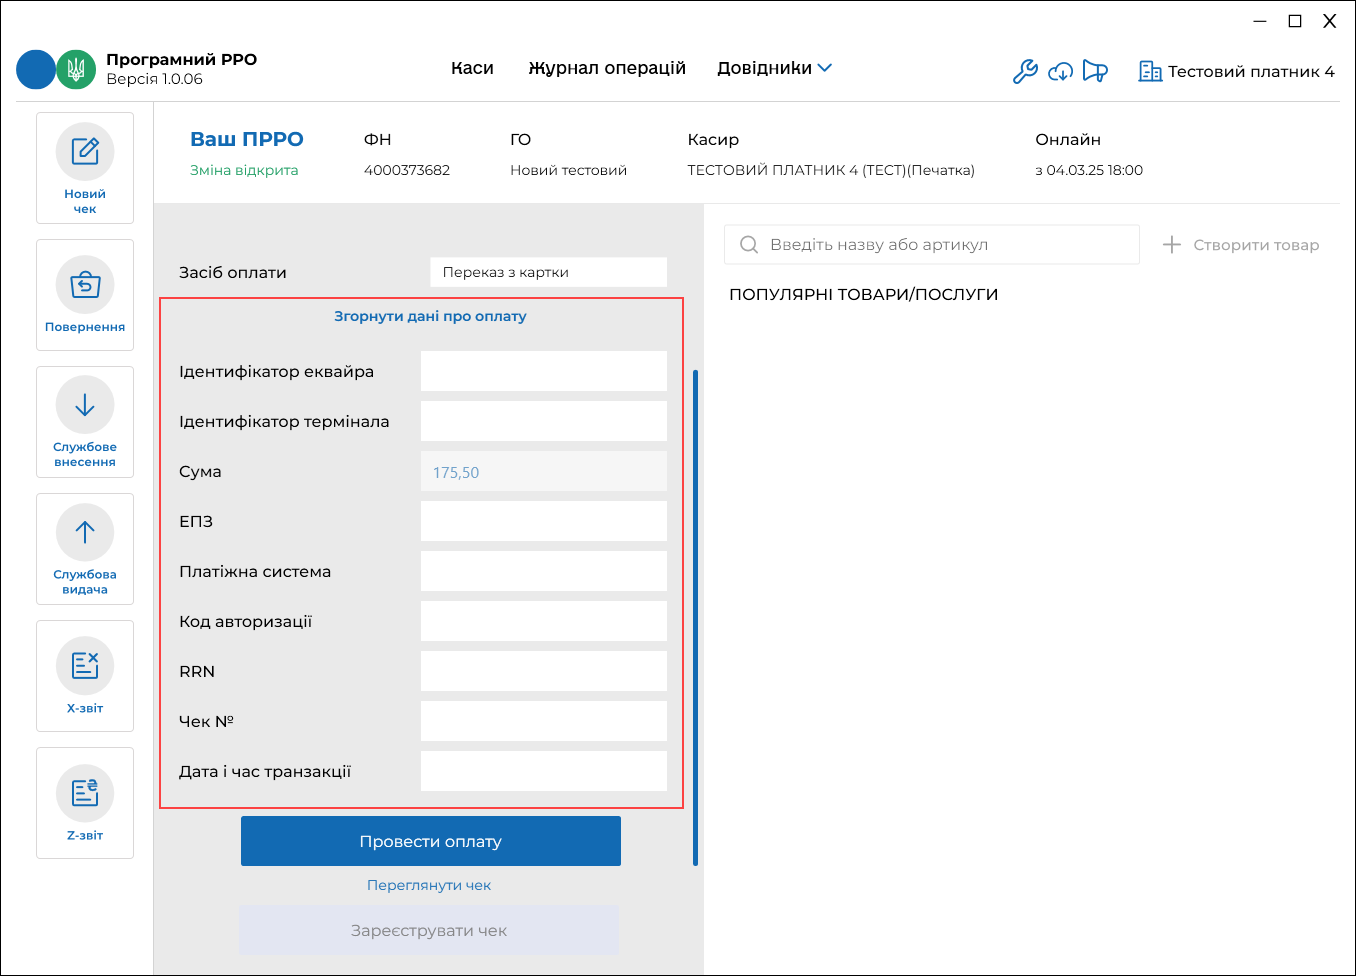 X
Програмний РРО
Версія 1.0.06
Каси
Журнал операцій
Довідники
Тестовий платник 4
Новий
чек
Повернення
Службове
внесення
Службова
видача
X-звіт
Z-звіт
Ваш ПРРО
Зміна відкрита
ФН
4000373682
ГО
Новий тестовий
Касир
ТЕСТОВИЙ ПЛАТНИК 4 (ТЕСТ)(Печатка)
Онлайн
з 04.03.25 18:00
Засіб оплати
Переказ з картки
Згорнути дані про оплату
Ідентифікатор еквайра
Ідентифікатор термінала
Сума
175,50
ЕПЗ
Платіжна система
Код авторизації
RRN
Чек №
Дата і час транзакції
Провести оплату
Переглянути чек
Зареєструвати чек
Введіть назву або артикул
Створити товар
ПОПУЛЯРНІ ТОВАРИ/ПОСЛУГИ